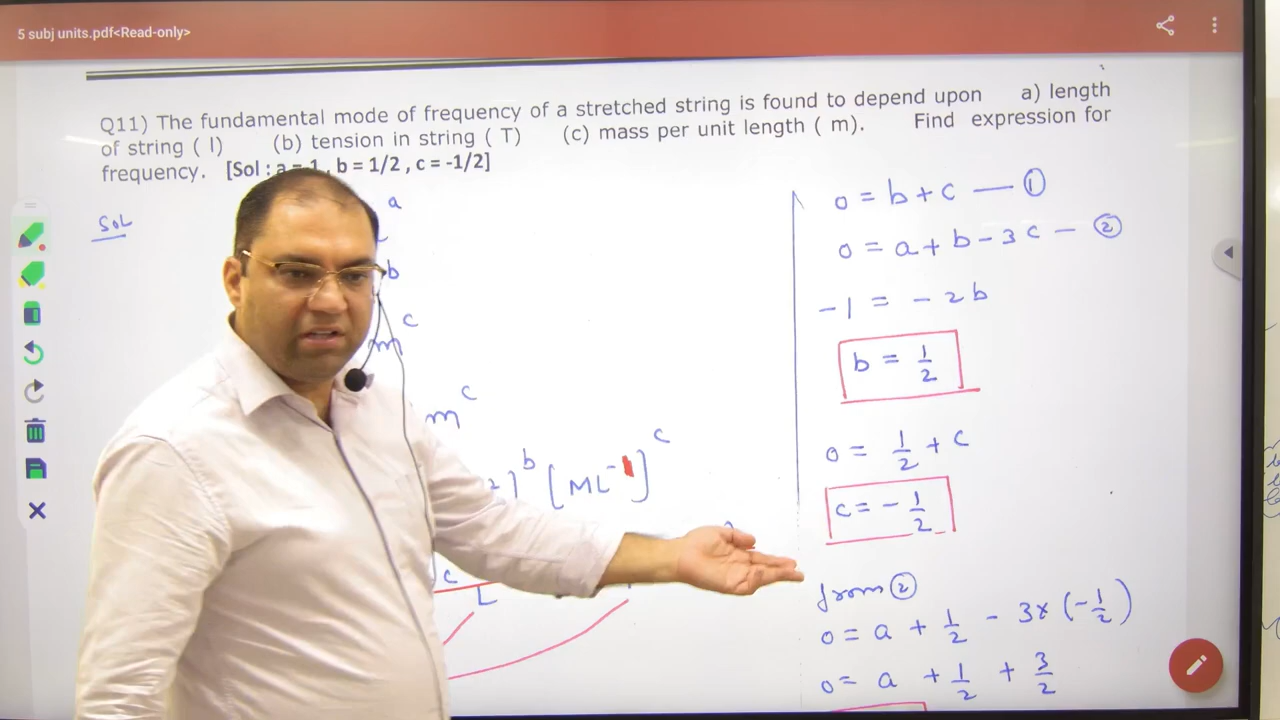 5 subj units.pdf<Read-only>
Q11) The fundamental mode of frequency of a stretched string is found to depend upon a) length
of string ( l) (b) tension in string ( T) (c) mass per unit length ( m). Find expression for
frequency. [Sol : a = -1, b = 1/2 , c = -1/2]
Sol
a
b
c
m
m^c
]^b [ML^-1]^c
c
L
0 = b + c — ①
0 = a + b - 3c — ②
-1 = -2b
b = 1/2
0 = 1/2 + c
c = - 1/2
from ②
0 = a + 1/2 - 3x (-1/2)
0 = a + 1/2 + 3/2